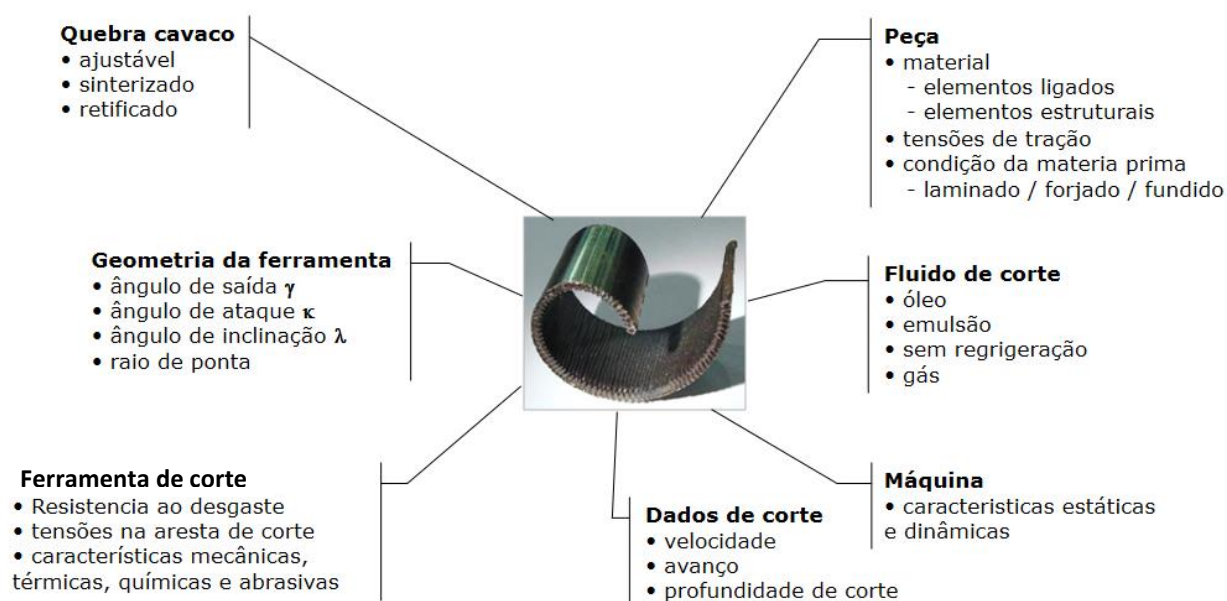 Quebra cavaco
• ajustável
• sinterizado
• retificado
Peça
• material
- elementos ligados
- elementos estruturais
• tensões de tração
• condição da materia prima
- laminado / forjado / fundido
Geometria da ferramenta
• ângulo de saída γ
• ângulo de ataque κ
• ângulo de inclinação λ
• raio de ponta
Fluido de corte
• óleo
• emulsão
• sem regrigeração
• gás
Ferramenta de corte
• Resistencia ao desgaste
• tensões na aresta de corte
• característísticas mecânicas,
térmicas, químicas e abrasivas
Dados de corte
• velocidade
• avanço
• profundidade de corte
Máquina
• caracteristicas estáticas
e dinâmicas